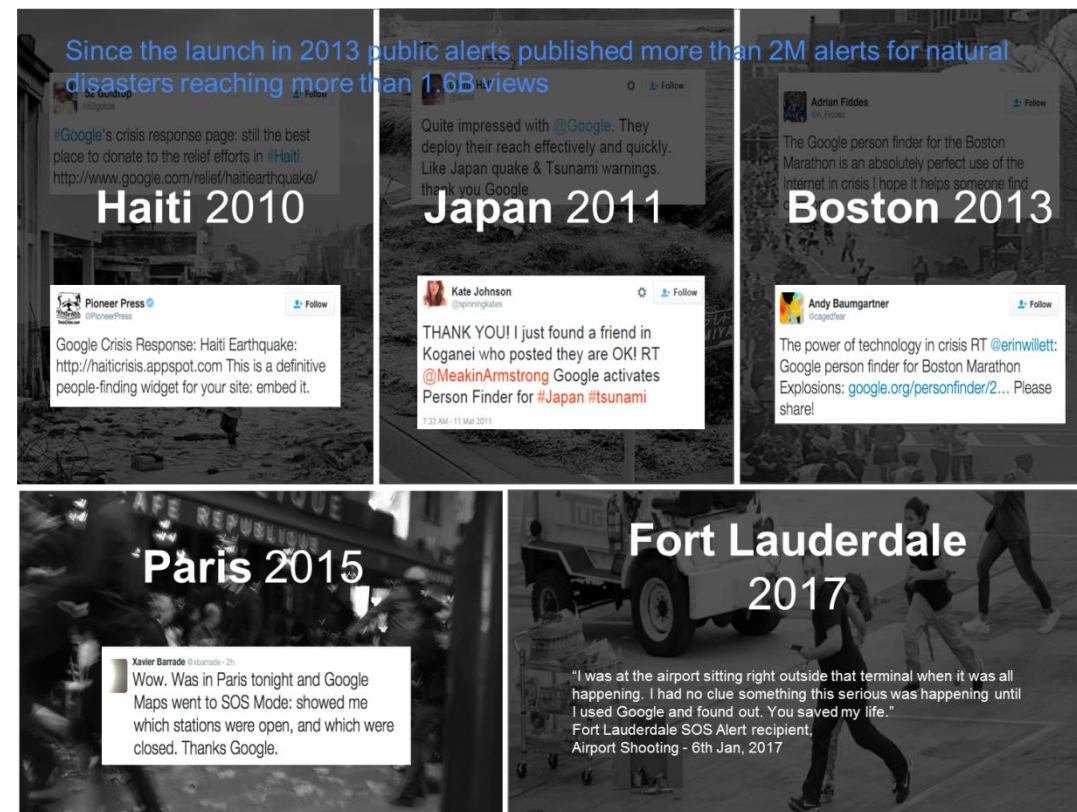 Since the launch in 2013 public alerts published more than 2M alerts for natural
disasters reaching more than 1.6B views
Follow
#Google's crisis response page: still the best
place to donate to the relief efforts in #Haiti
http://www.google.com/relief/haitiearthquake/
Haiti 2010
Pioneer Press
@PioneerPress
Follow
Google Crisis Response: Haiti Earthquake:
http://haiticrisis.appspot.com This is a definitive
people-finding widget for your site: embed it.
Follow
Quite impressed with @Google. They
deploy their reach effectively and quickly.
Like Japan quake & Tsunami warnings.
thank you Google
Japan 2011
Kate Johnson
@spinningkates
Follow
THANK YOU! I just found a friend in
Koganei who posted they are OK! RT
@MeakinArmstrong Google activates
Person Finder for #Japan #tsunami
7:33 AM - 11 Mar 2011
Adrian Fiddes
@A_Fiddes
Follow
The Google person finder for the Boston
Marathon is an absolutely perfect use of the
Internet in crisis I hope it helps someone find
Boston 2013
Andy Baumgartner
@cagedfear
Follow
The power of technology in crisis RT @erinwillett:
Google person finder for Boston Marathon
Explosions: google.org/personfinder/2... Please
share!
CAFE REPUBLIQUE
Paris 2015
Xavier Barrade @xbarrade · 2h
Wow. Was in Paris tonight and Google
Maps went to SOS Mode: showed me
which stations were open, and which were
closed. Thanks Google.
TUG
Fort Lauderdale
2017
“I was at the airport sitting right outside that terminal when it was all
happening. I had no clue something this serious was happening until
I used Google and found out. You saved my life.”
Fort Lauderdale SOS Alert recipient,
Airport Shooting - 6th Jan, 2017